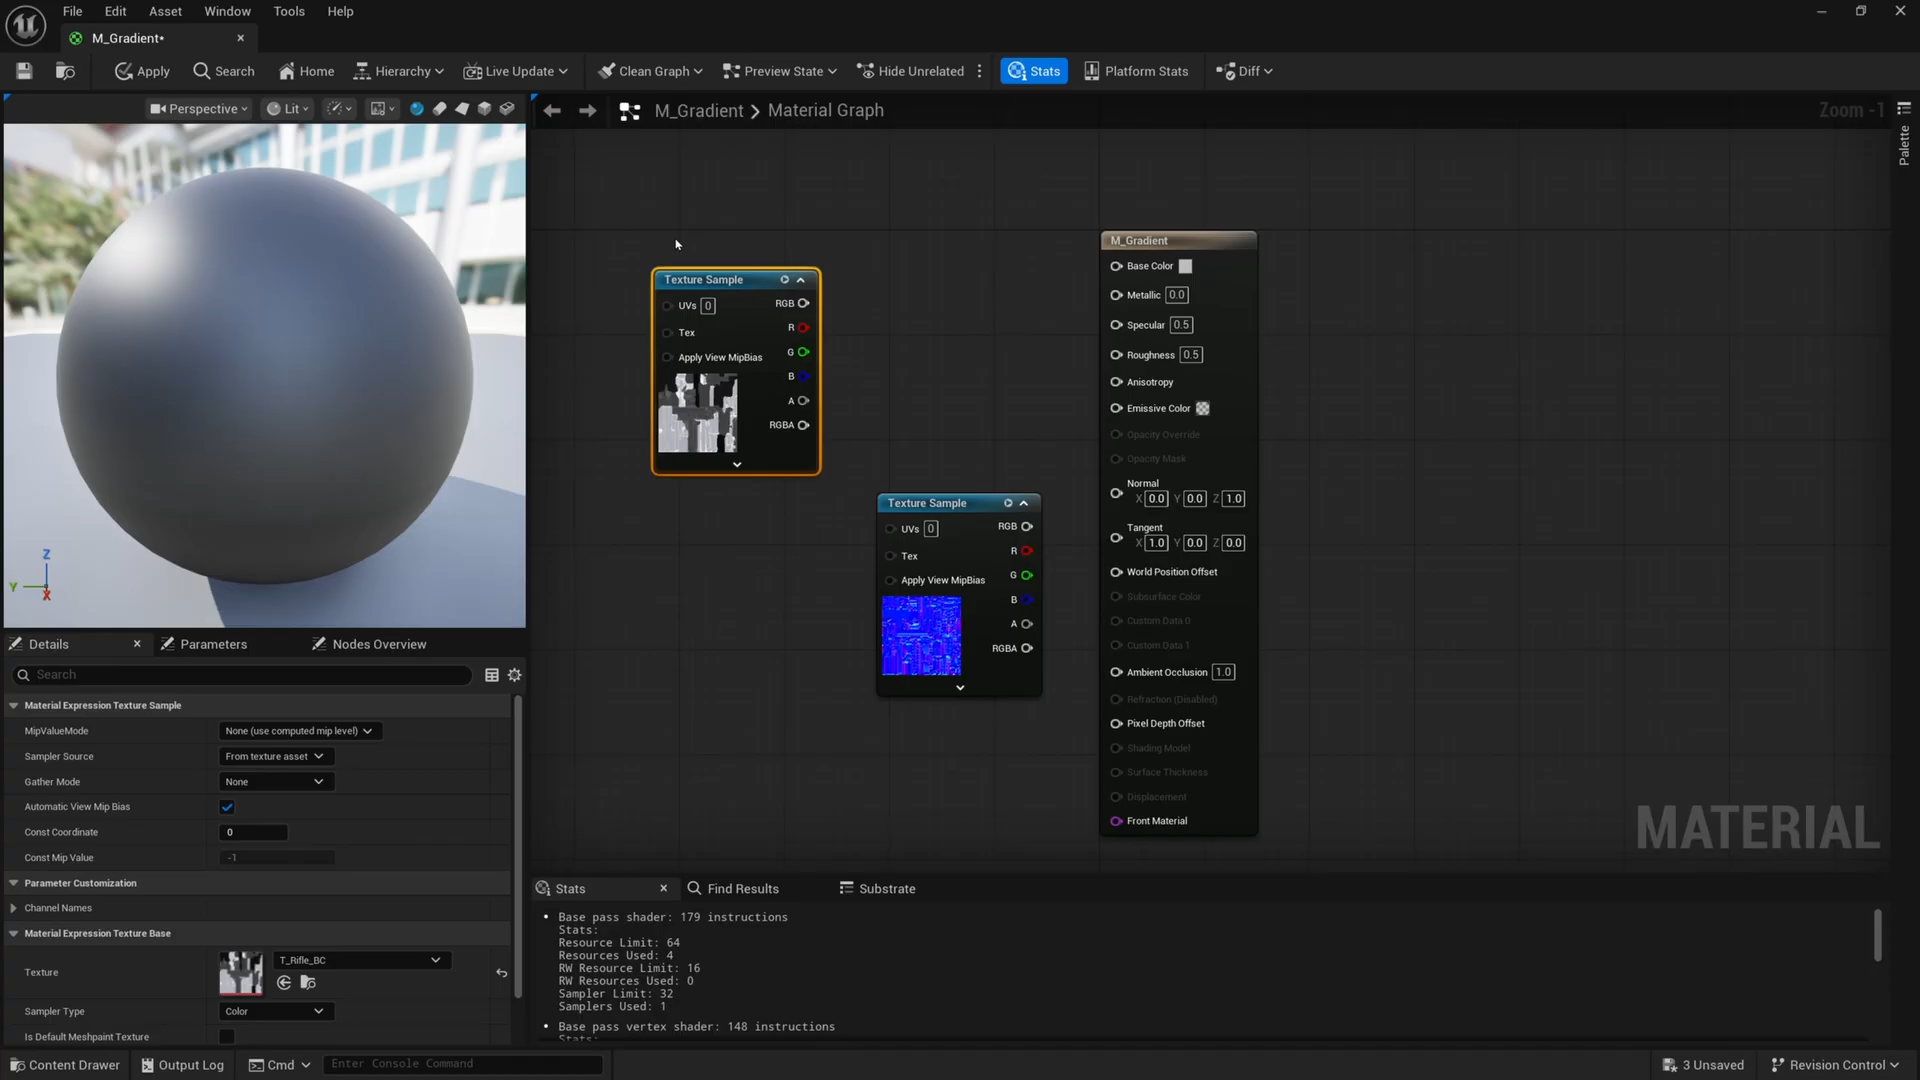 File Edit Asset Window Tools Help
M_Gradient•
Apply Search Home Hierarchy Live Update Clean Graph Preview State Hide Unrelated Stats Platform Stats Diff
Perspective Lit
M_Gradient > Material Graph
Zoom -1
Palette
M_Gradient
Base Color
Metallic 0.0
Specular 0.5
Roughness 0.5
Anisotropy
Emissive Color
Opacity Override
Opacity Mask
Normal
X 0.0 Y 0.0 Z 1.0
Tangent
X 1.0 Y 0.0 Z 0.0
World Position Offset
Subsurface Color
Custom Data 0
Custom Data 1
Ambient Occlusion 1.0
Refraction (Disabled)
Pixel Depth Offset
Shading Model
Surface Thickness
Displacement
Front Material
Texture Sample
UVs 0 RGB
R
Tex
G
Apply View MipBias
B
A
RGBA
Texture Sample
UVs 0 RGB
R
Tex
G
Apply View MipBias
B
A
RGBA
MATERIAL
Z
Y
X
Details Parameters Nodes Overview
Search
Material Expression Texture Sample
MipValueMode None (use computed mip level)
Sampler Source From texture asset
Gather Mode None
Automatic View Mip Bias
Const Coordinate 0
Const Mip Value -1
Parameter Customization
Channel Names
Material Expression Texture Base
Texture T_Rifle_BC
Sampler Type Color
Is Default Meshpaint Texture
Stats Find Results Substrate
• Base pass shader: 179 instructions
Stats:
Resource Limit: 64
Resources Used: 4
RW Resource Limit: 16
RW Resources Used: 0
Sampler Limit: 32
Samplers Used: 1
• Base pass vertex shader: 148 instructions
Stats:
Content Drawer Output Log Cmd Enter Console Command 3 Unsaved Revision Control